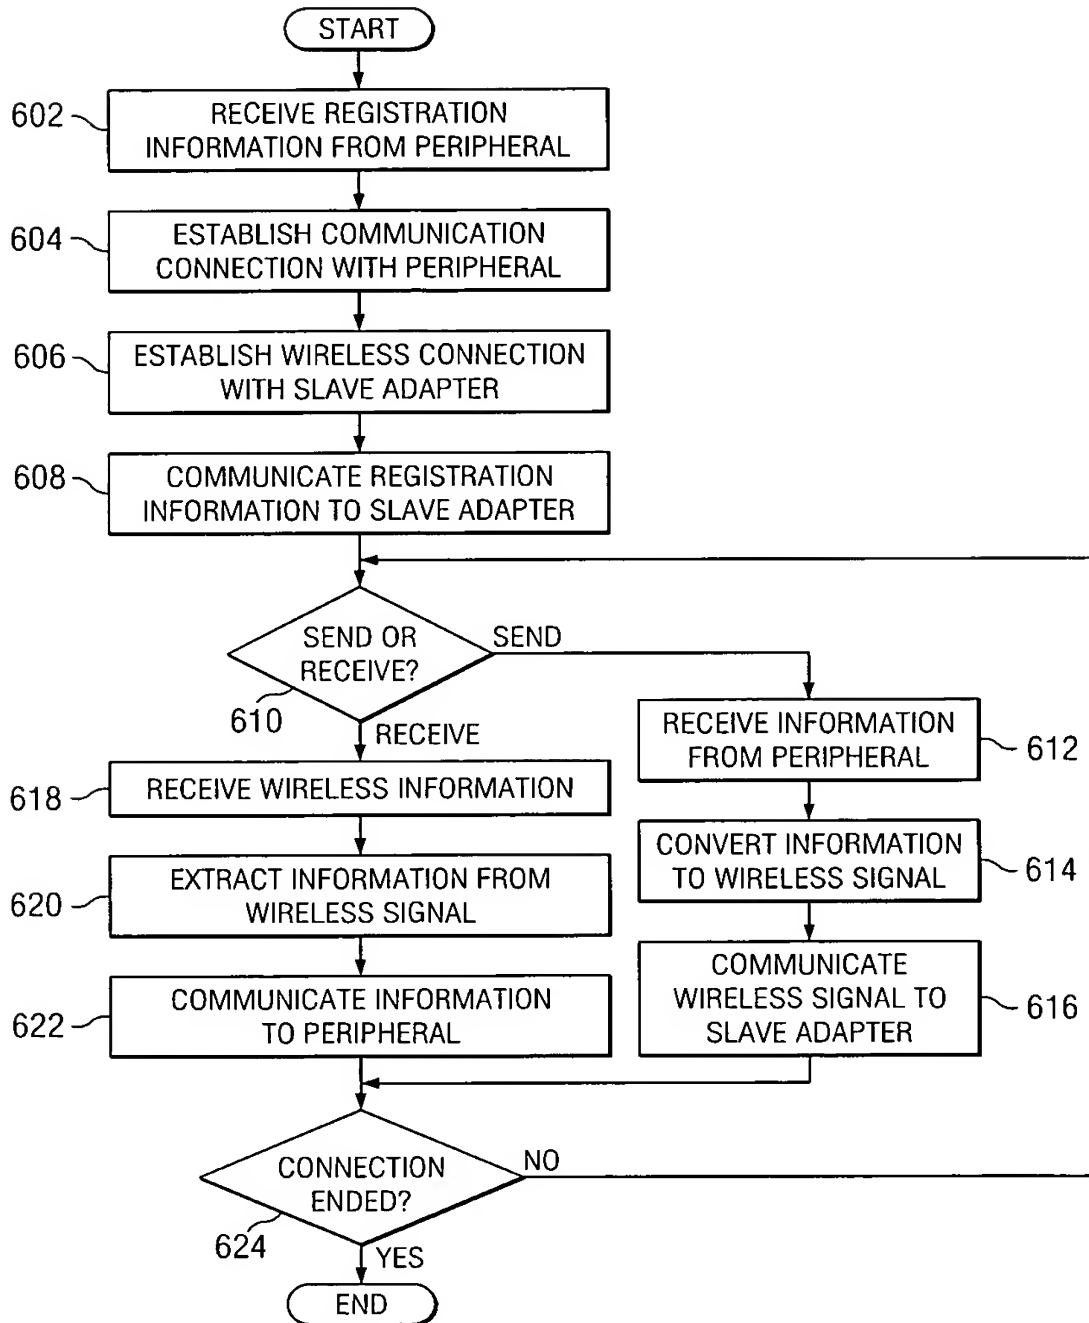 START
602
RECEIVE REGISTRATION
INFORMATION FROM PERIPHERAL
604
ESTABLISH COMMUNICATION
CONNECTION WITH PERIPHERAL
606
ESTABLISH WIRELESS CONNECTION
WITH SLAVE ADAPTER
608
COMMUNICATE REGISTRATION
INFORMATION TO SLAVE ADAPTER
SEND OR
RECEIVE?
610
SEND
RECEIVE
RECEIVE INFORMATION
FROM PERIPHERAL
612
CONVERT INFORMATION
TO WIRELESS SIGNAL
614
COMMUNICATE
WIRELESS SIGNAL TO
SLAVE ADAPTER
616
618
RECEIVE WIRELESS INFORMATION
620
EXTRACT INFORMATION FROM
WIRELESS SIGNAL
622
COMMUNICATE INFORMATION
TO PERIPHERAL
CONNECTION
ENDED?
624
NO
YES
END